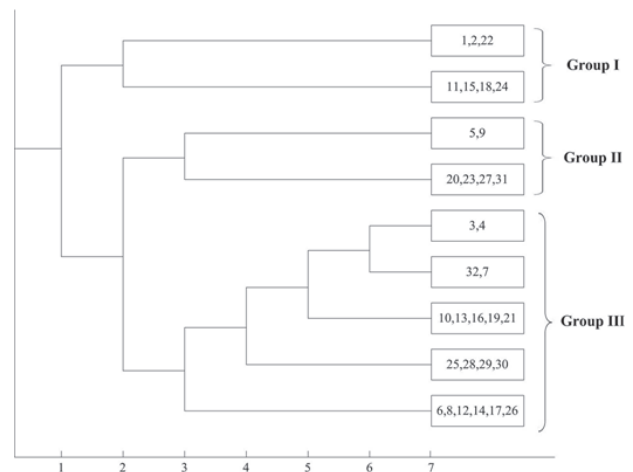 1,2,22
Group I
11,15,18,24
5,9
Group II
20,23,27,31
3,4
32,7
10,13,16,19,21
Group III
25,28,29,30
6,8,12,14,17,26
1 2 3 4 5 6 7